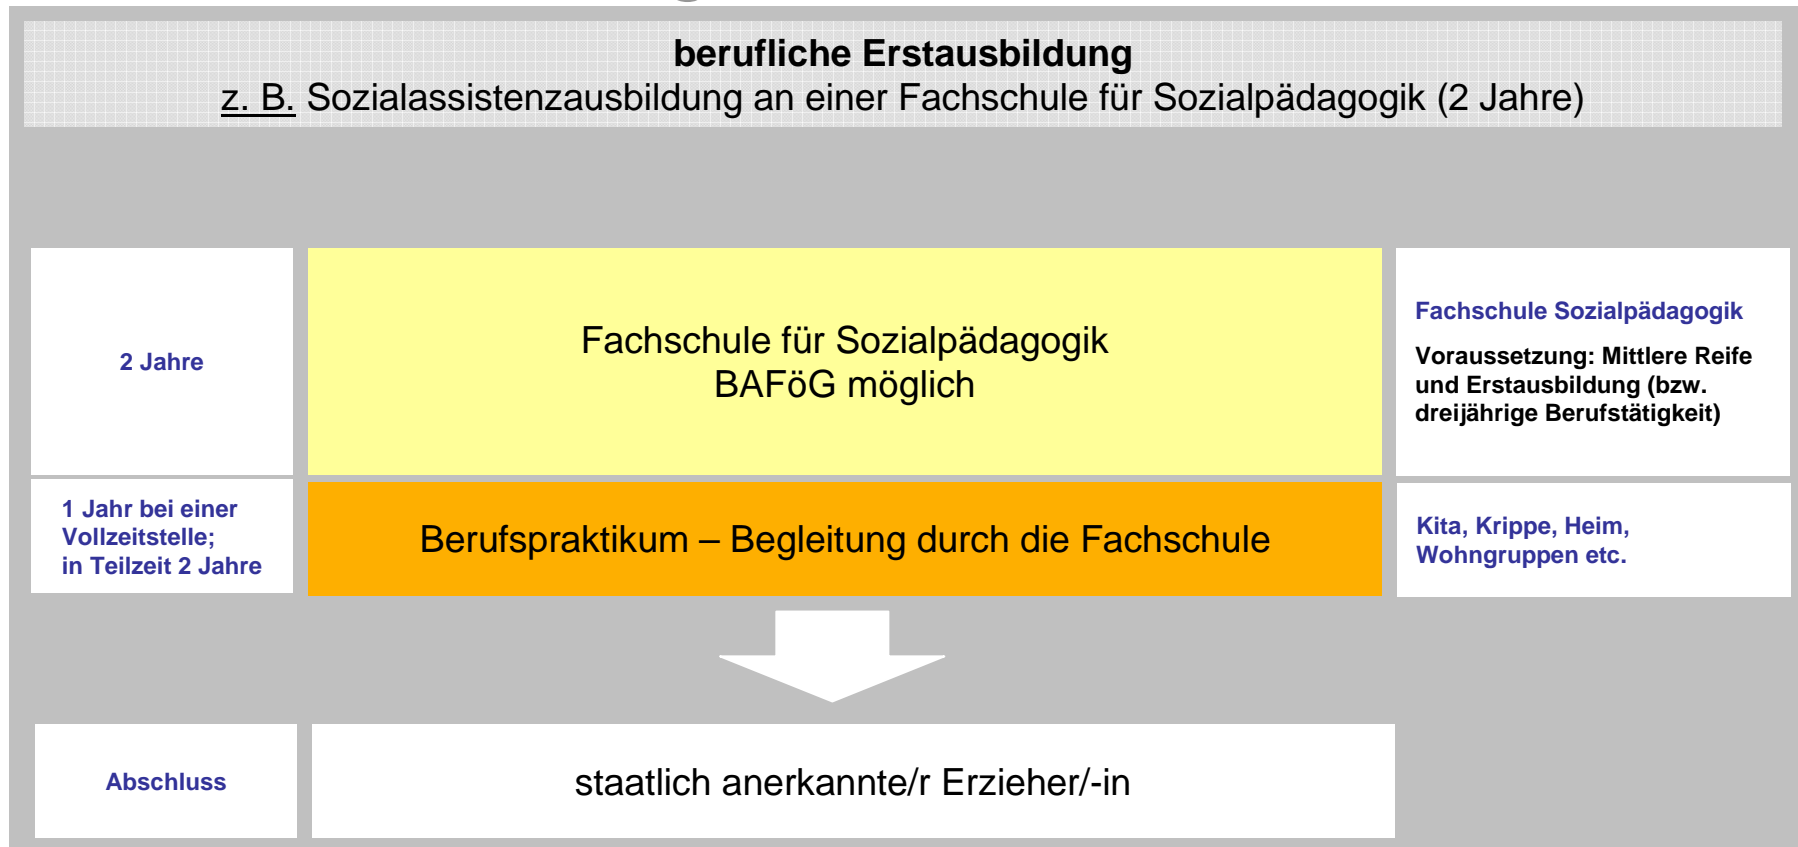 berufliche Erstausbildung
z. B. Sozialassistenzausbildung an einer Fachschule für Sozialpädagogik (2 Jahre)
2 Jahre
Fachschule für Sozialpädagogik
BAFöG möglich
Fachschule Sozialpädagogik
Voraussetzung: Mittlere Reife
und Erstausbildung (bzw.
dreijährige Berufstätigkeit)
1 Jahr bei einer
Vollzeitstelle;
in Teilzeit 2 Jahre
Berufspraktikum – Begleitung durch die Fachschule
Kita, Krippe, Heim,
Wohngruppen etc.
Abschluss
staatlich anerkannte/r Erzieher/-in